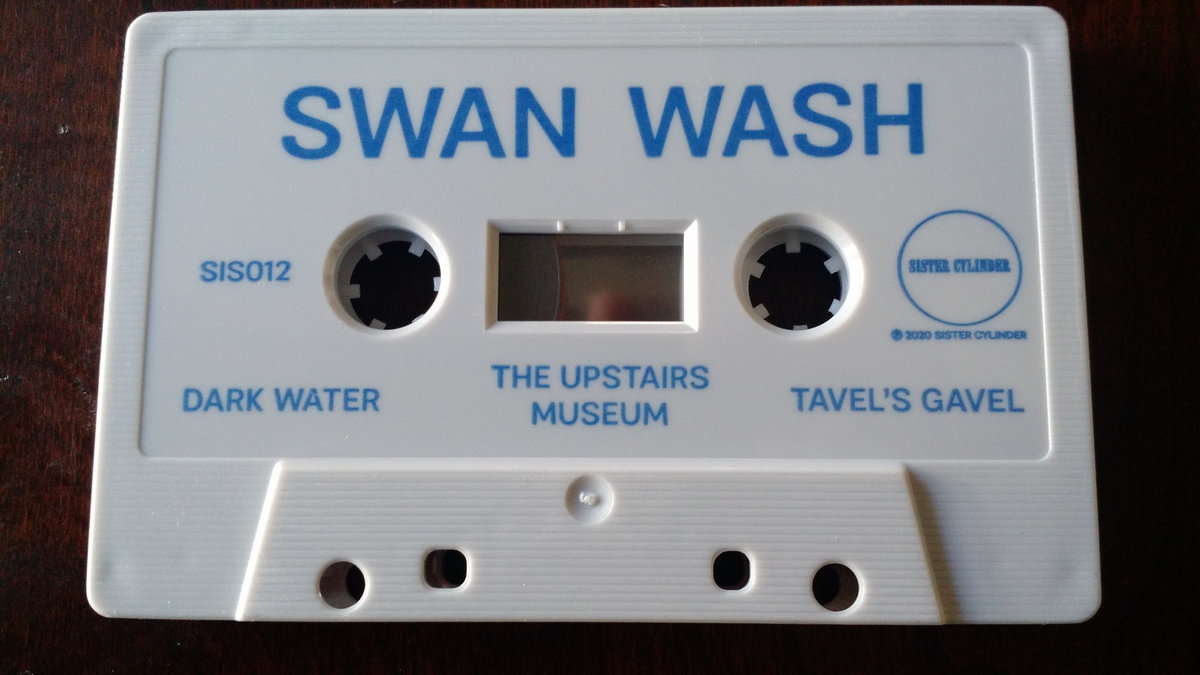 SWAN WASH
SIS012
SISTER CYLINDER
℗ 2020 SISTER CYLINDER
DARK WATER
THE UPSTAIRS
MUSEUM
TAVEL'S GAVEL